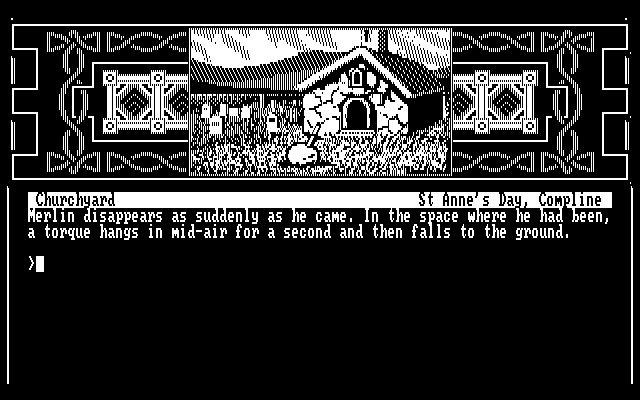 Churchyard St Anne's Day, Compline
Merlin disappears as suddenly as he came. In the space where he had been,
a torque hangs in mid-air for a second and then falls to the ground.
>